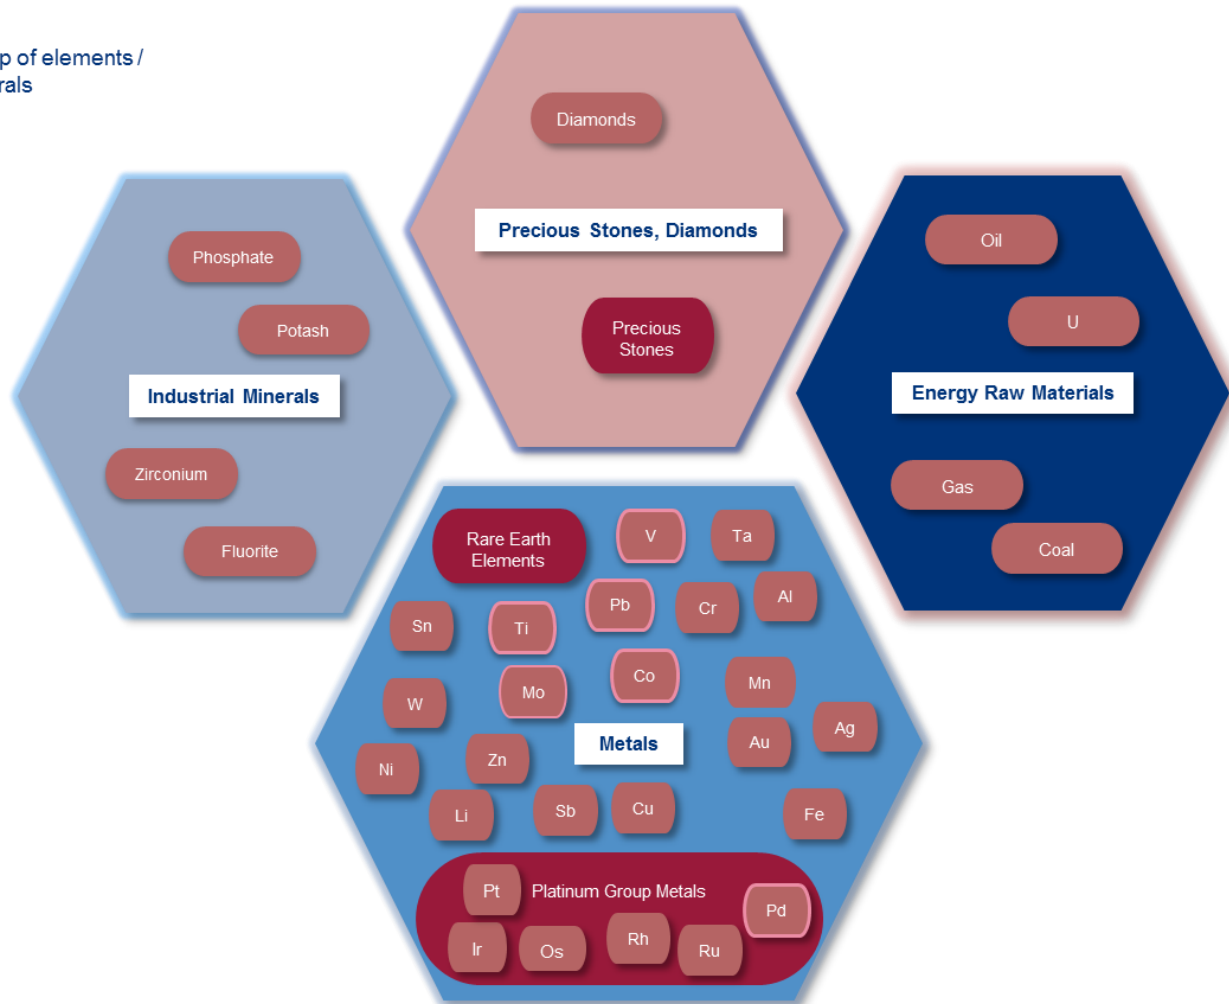 p of elements /
rals
Diamonds
Precious Stones, Diamonds
Precious
Stones
Phosphate
Potash
Industrial Minerals
Zirconium
Fluorite
Oil
U
Energy Raw Materials
Gas
Coal
Rare Earth
Elements
V
Ta
Pb
Cr
Al
Sn
Ti
Mo
Co
Mn
W
Metals
Au
Ag
Ni
Zn
Li
Sb
Cu
Fe
Pt
Platinum Group Metals
Pd
Ir
Os
Rh
Ru